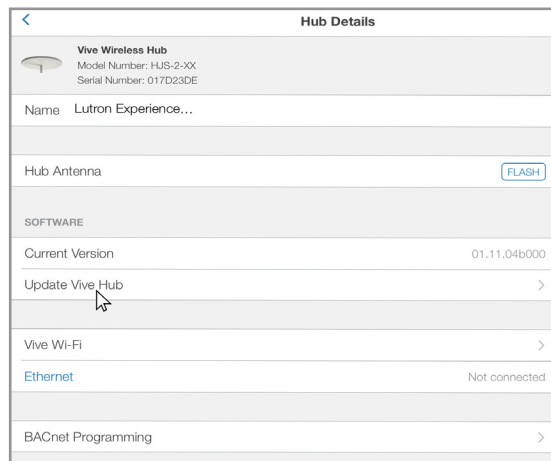 Hub Details
Vive Wireless Hub
Model Number: HJS-2-XX
Serial Number: 017D23DE
Name Lutron Experience...
Hub Antenna FLASH
SOFTWARE
Current Version 01.11.04b000
Update Vive Hub
Vive Wi-Fi
Ethernet Not connected
BACnet Programming